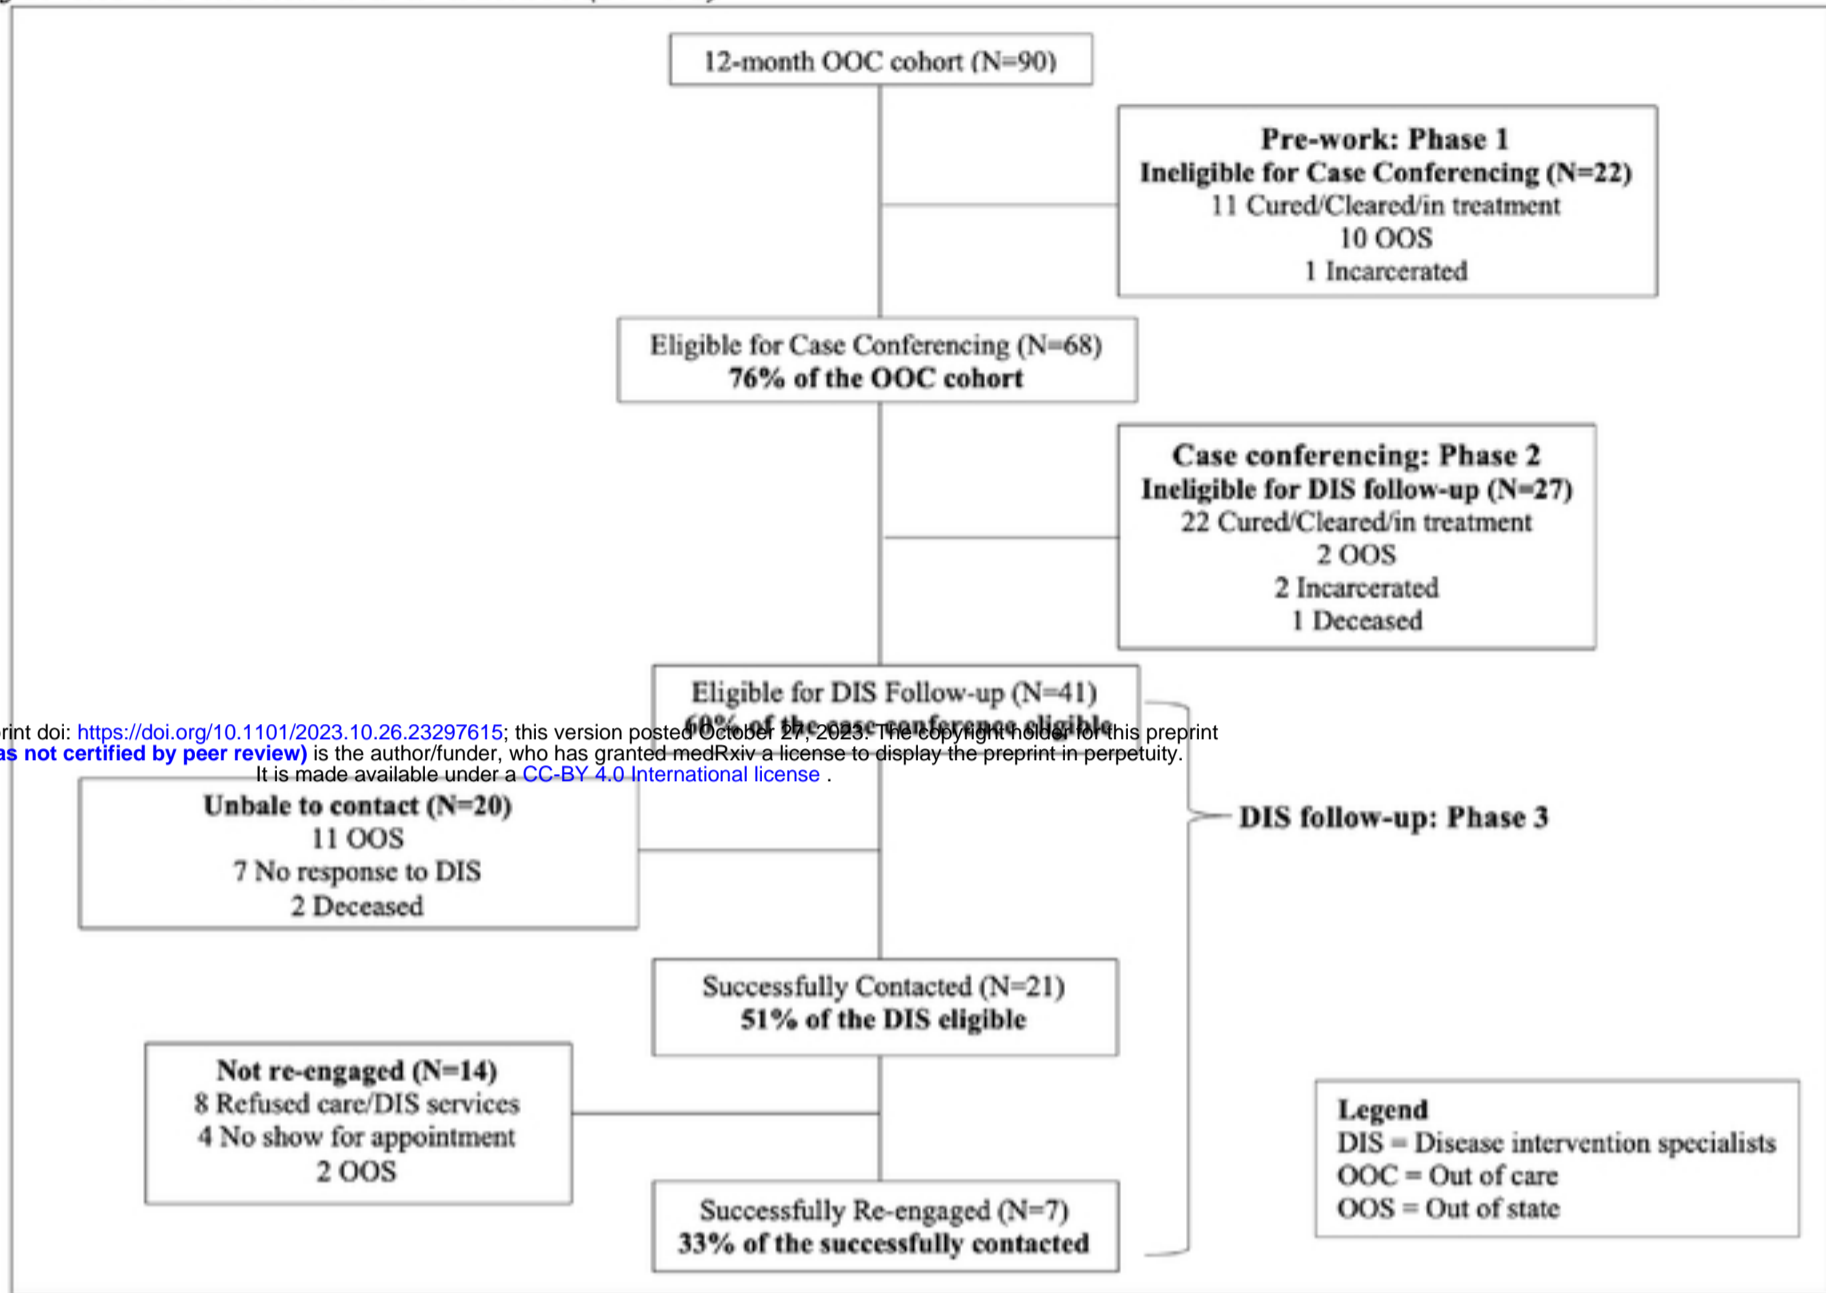 12-month OOC cohort (N=90)
Pre-work: Phase 1
Ineligible for Case Conferencing (N=22)
11 Cured/Cleared/in treatment
10 OOS
1 Incarcerated
Eligible for Case Conferencing (N=68)
76% of the OOC cohort
Case conferencing: Phase 2
Ineligible for DIS follow-up (N=27)
22 Cured/Cleared/in treatment
2 OOS
2 Incarcerated
1 Deceased
Eligible for DIS Follow-up (N=41)
60% of the case conference eligible
rint doi: https://doi.org/10.1101/2023.10.26.23297615; this version posted October 27, 2023. The copyright holder for this preprint
as not certified by peer review) is the author/funder, who has granted medRxiv a license to display the preprint in perpetuity.
It is made available under a CC-BY 4.0 International license .
Unbale to contact (N=20)
11 OOS
7 No response to DIS
2 Deceased
DIS follow-up: Phase 3
Successfully Contacted (N=21)
51% of the DIS eligible
Not re-engaged (N=14)
8 Refused care/DIS services
4 No show for appointment
2 OOS
Successfully Re-engaged (N=7)
33% of the successfully contacted
Legend
DIS = Disease intervention specialists
OOC = Out of care
OOS = Out of state